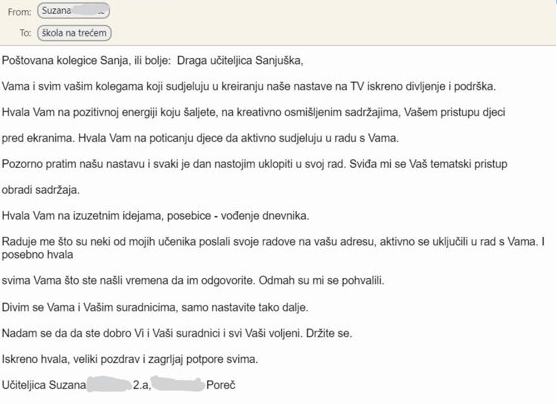 From: Suzana
To: škola na trećem
Poštovana kolegice Sanja, ili bolje: Draga učiteljica Sanjuška,
Vama i svim vašim kolegama koji sudjeluju u kreiranju naše nastave na TV iskreno divljenje i podrška.
Hvala Vam na pozitivnoj energiji koju šaljete, na kreativno osmišljenim sadržajima, Vašem pristupu djeci
pred ekranima. Hvala Vam na poticanju djece da aktivno sudjeluju u radu s Vama.
Pozorno pratim našu nastavu i svaki je dan nastojim uklopiti u svoj rad. Sviđa mi se Vaš tematski pristup
obradi sadržaja.
Hvala Vam na izuzetnim idejama, posebice - vođenje dnevnika.
Raduje me što su neki od mojih učenika poslali svoje radove na vašu adresu, aktivno se uključili u rad s Vama. I
posebno hvala
svima Vama što ste našli vremena da im odgovorite. Odmah su mi se pohvalili.
Divim se Vama i Vašim suradnicima, samo nastavite tako dalje.
Nadam se da da ste dobro Vi i Vaši suradnici i svi Vaši voljeni. Držite se.
Iskreno hvala, veliki pozdrav i zagrljaj potpore svima.
Učiteljica Suzana 2.a, Poreč